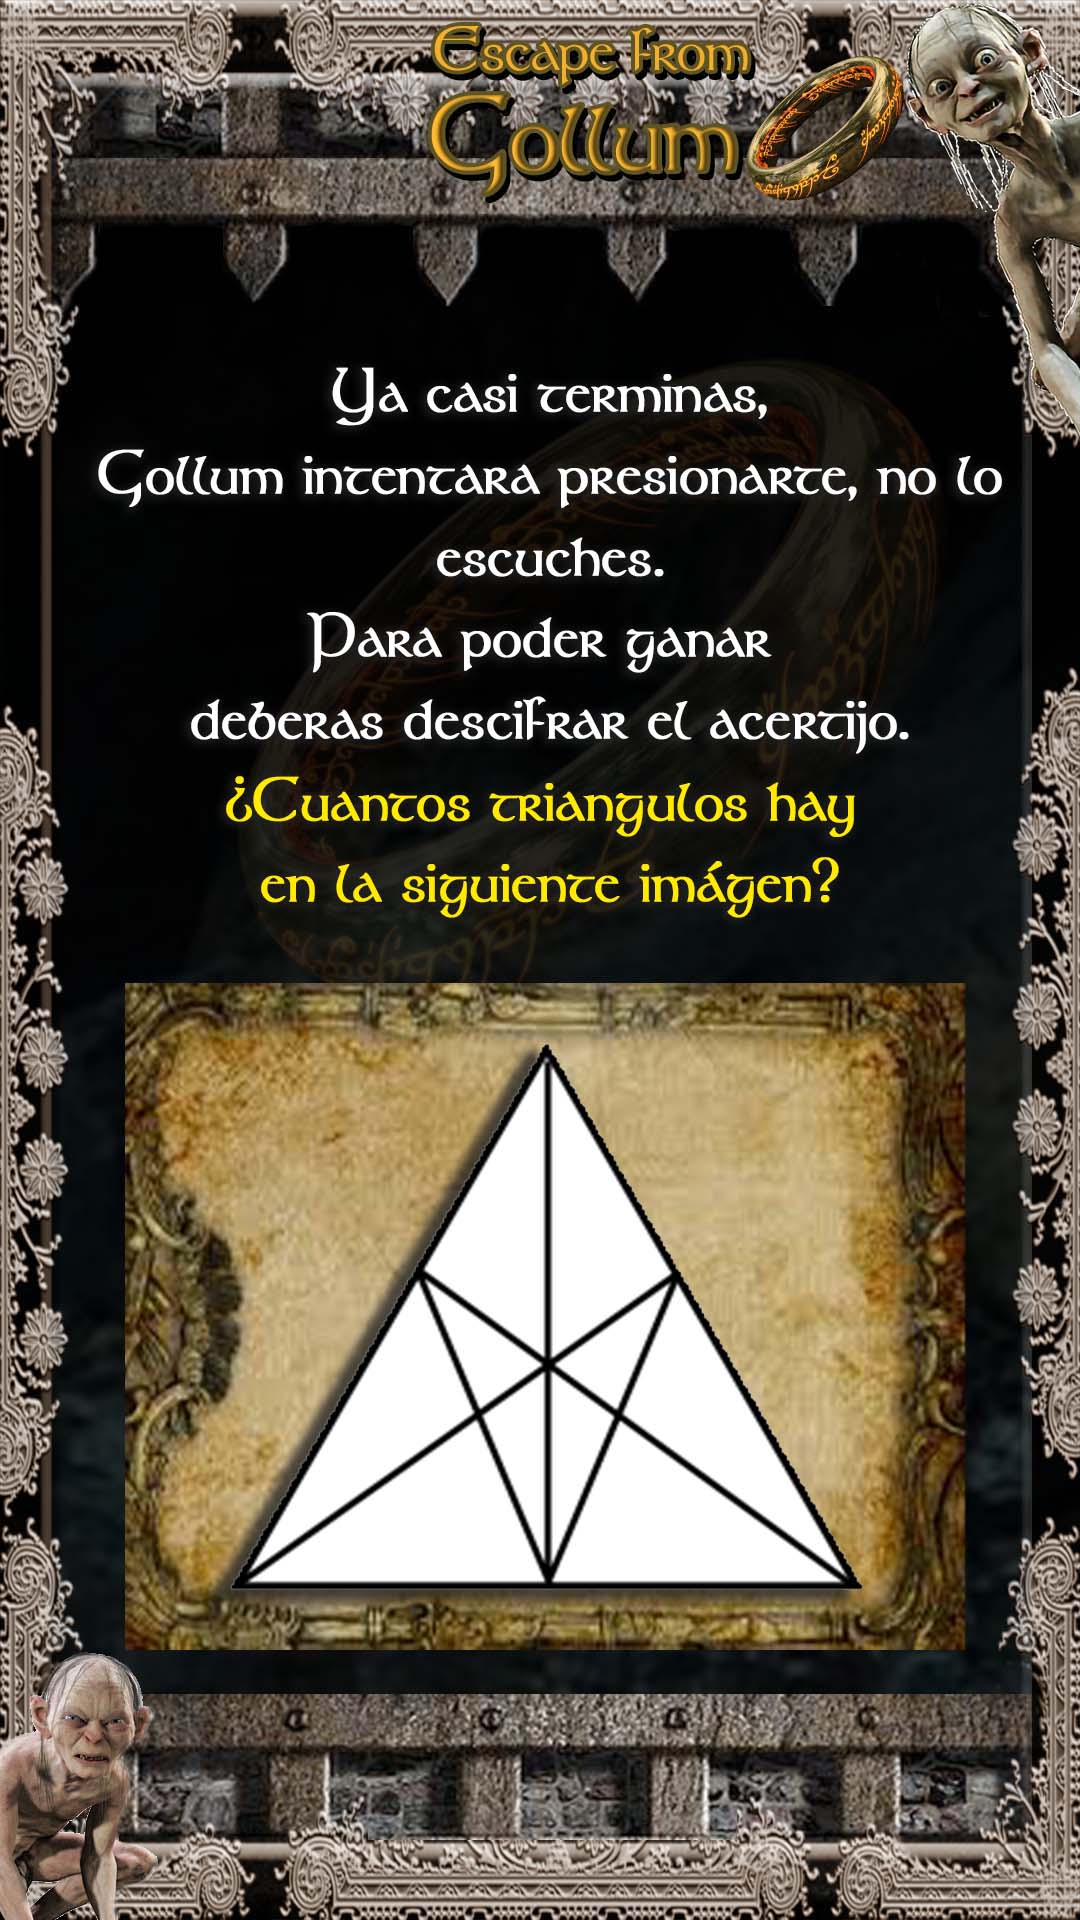 Escape from
Gollum
Ya casi terminas,
Gollum intentara presionarte, no lo
escuches.
Para poder ganar
deberas descifrar el acertijo.
¿Cuantos triangulos hay
en la siguiente imágen?